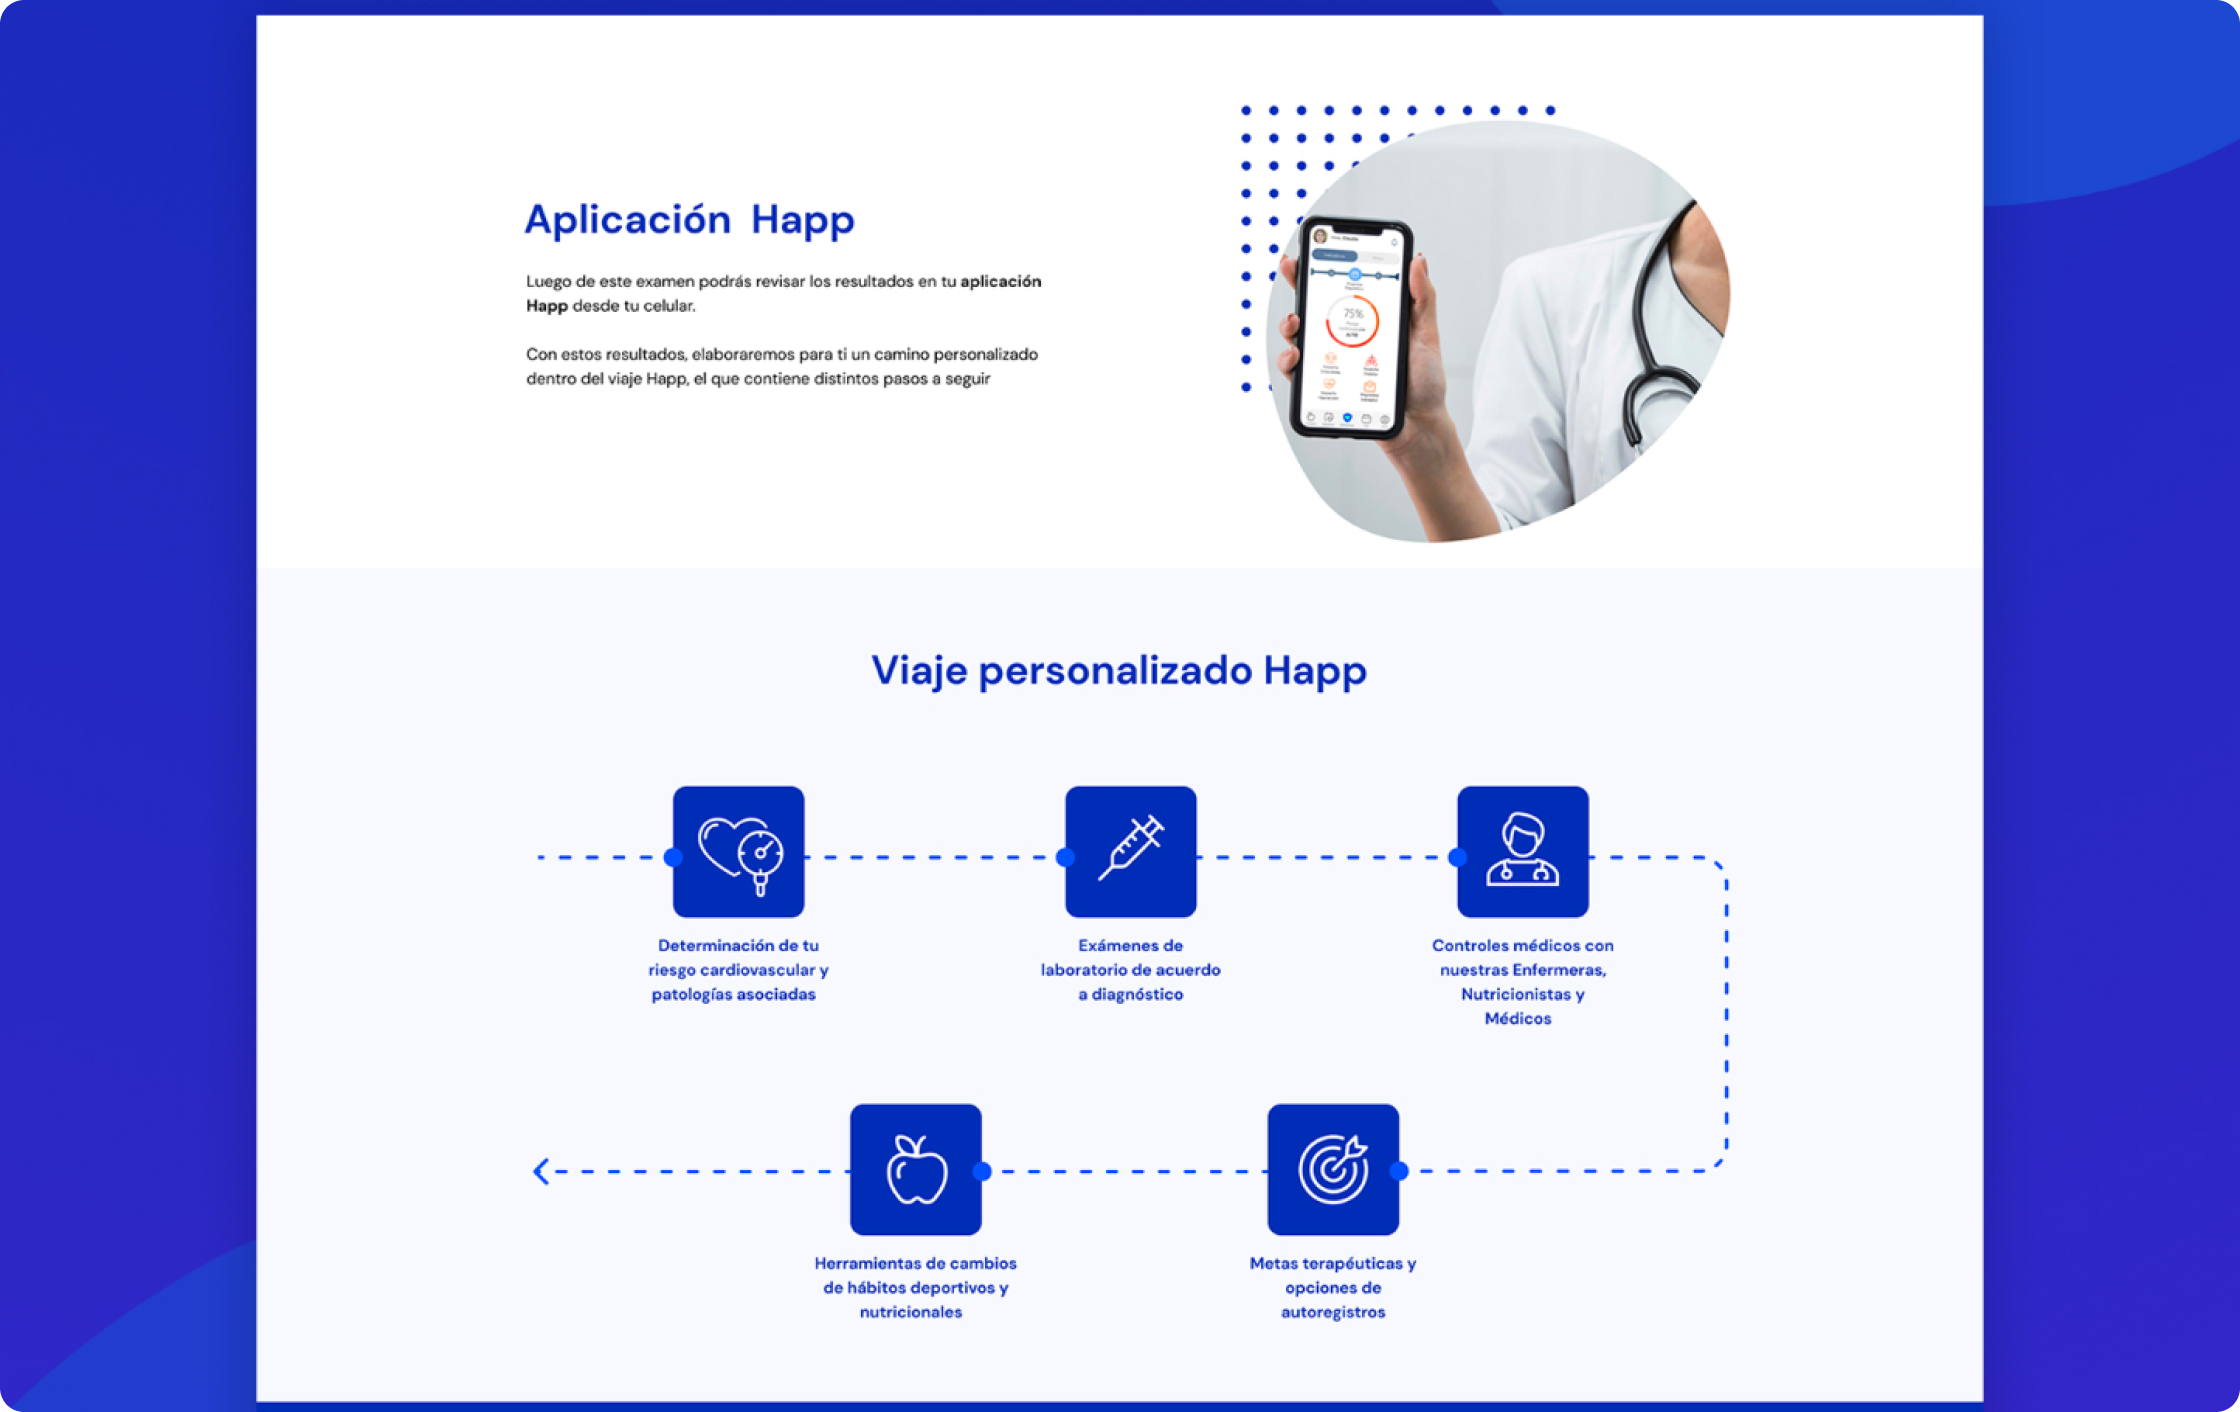 Aplicación Happ
Luego de este examen podrás revisar los resultados en tu aplicación
Happ desde tu celular.
Con estos resultados, elaboraremos para ti un camino personalizado
dentro del viaje Happ, el que contiene distintos pasos a seguir
75%
Viaje personalizado Happ
Determinación de tu
riesgo cardiovascular y
patologías asociadas
Exámenes de
laboratorio de acuerdo
a diagnóstico
Controles médicos con
nuestras Enfermeras,
Nutricionistas y
Médicos
Herramientas de cambios
de hábitos deportivos y
nutricionales
Metas terapéuticas y
opciones de
autoregistros